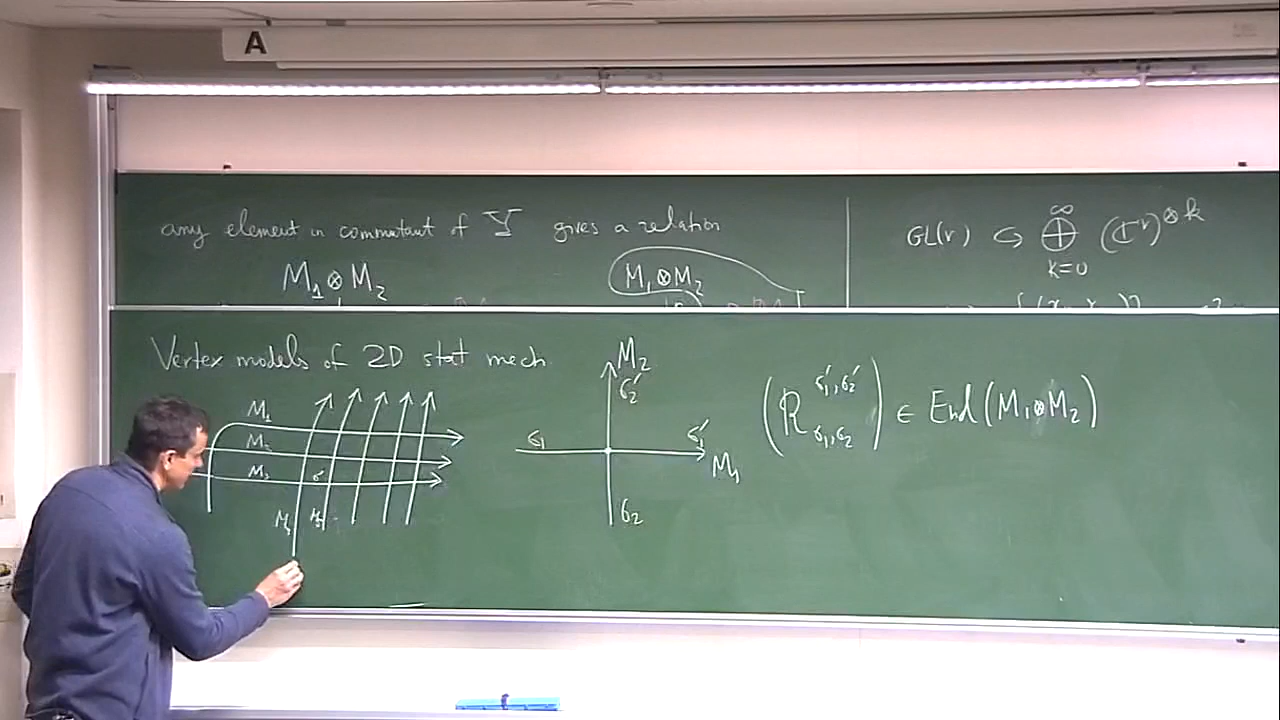 A
any element in commutant of Y gives a relation
M₁ ⊗ M₂
M₁ ⊗ M₂
GL(r) ↪ ⊕_{k=0}^{∞} (ℂ^r)^{⊗k}
Vertex models of 2D stat mech
M₁
M₂
M₃
σ
M₂
σ₂'
σ₁
σ₁'
M₁
σ₂
(R_{σ₁,σ₂}^{σ₁',σ₂'}) ∈ End(M₁⊗M₂)